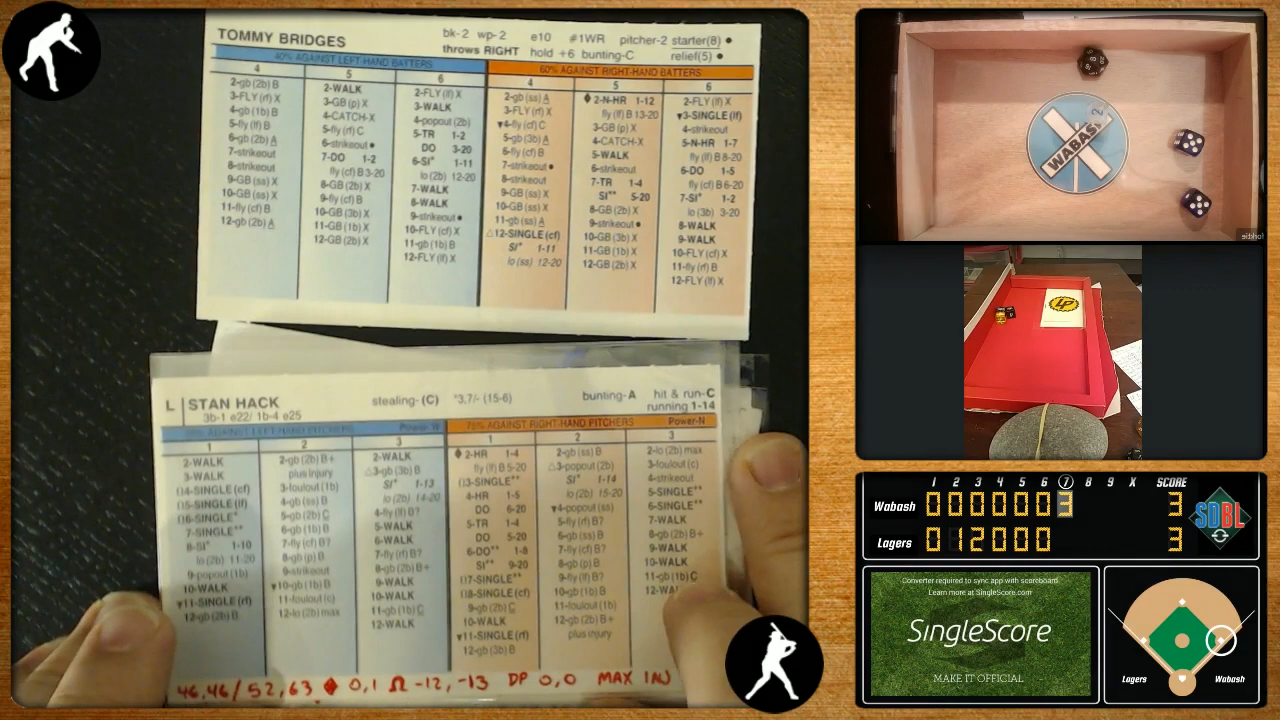 TOMMY BRIDGES
bk-2 wp-2 e10 #1WR pitcher-2 starter(8) •
throws RIGHT hold +6 bunting-C relief(5) •
40% AGAINST LEFT-HAND BATTERS
4 5 6
2-gb (2b) B
3-FLY (rf) X
4-gb (1b) B
5-fly (lf) B
6-gb (2b) A
7-strikeout
8-strikeout
9-GB (ss) X
10-GB (ss) X
11-fly (cf) B
12-gb (2b) A
2-WALK
3-GB (p) X
4-CATCH-X
5-fly (rf) C
6-strikeout •
7-DO 1-2
fly (cf) B 3-20
8-GB (2b) X
9-fly (cf) B
10-GB (3b) X
11-GB (1b) X
12-GB (2b) X
2-FLY (lf) X
3-WALK
4-popout (2b)
5-TR 1-2
DO 3-20
6-SI* 1-11
lo (2b) 12-20
7-WALK
8-WALK
9-strikeout •
10-FLY (cf) X
11-gb (1b) B
12-FLY (lf) X
60% AGAINST RIGHT-HAND BATTERS
4 5 6
2-gb (ss) A
3-FLY (rf) X
▼4-fly (cf) C
5-gb (3b) A
6-fly (cf) B
7-strikeout •
8-strikeout
9-GB (ss) X
10-GB (ss) X
11-gb (ss) A
△12-SINGLE (cf)
SI* 1-11
lo (ss) 12-20
♦ 2-N-HR 1-12
fly (lf) B 13-20
3-GB (p) X
4-CATCH-X
5-WALK
6-strikeout
7-TR 1-4
SI** 5-20
8-GB (2b) X
9-strikeout •
10-GB (3b) X
11-GB (1b) X
12-GB (2b) X
2-FLY (lf) X
▼3-SINGLE (lf)
4-strikeout
5-N-HR 1-7
fly (lf) B 8-20
6-DO 1-5
fly (cf) B 6-20
7-SI* 1-2
lo (3b) 3-20
8-WALK
9-WALK
10-FLY (cf) X
11-fly (rf) B
12-FLY (lf) X
L STAN HACK
stealing- (C) *3,7/- (15-6) bunting-A hit & run-C
3b-1 e22/ 1b-4 e25 running 1-14
AGAINST LEFT-HAND PITCHERS
1 2 3
2-WALK
3-WALK
()4-SINGLE (cf)
()5-SINGLE (lf)
()6-SINGLE*
7-SINGLE**
8-SI* 1-10
lo (2b) 11-20
9-popout (1b)
10-WALK
▼11-SINGLE (rf)
12-gb (2b) B
2-gb (2b) B+
plus injury
3-foulout (1b)
4-gb (ss) B
5-gb (2b) C
6-gb (1b) B
7-fly (cf) B?
8-gb (p) B
9-strikeout
▼10-gb (1b) B
11-foulout (c)
12-lo (2b) max
2-WALK
△3-gb (3b) B
SI* 1-13
lo (2b) 14-20
4-fly (lf) B?
5-WALK
6-WALK
7-fly (rf) B?
8-gb (2b) B+
9-WALK
10-WALK
11-gb (1b) C
12-WALK
75% AGAINST RIGHT-HAND PITCHERS Power-N
1 2 3
♦ 2-HR 1-4
fly (lf) B 5-20
()3-SINGLE**
4-HR 1-5
DO 6-20
5-TR 1-4
DO 5-20
6-DO** 1-8
SI** 9-20
()7-SINGLE**
()8-SINGLE (cf)
9-gb (2b) C
10-WALK
▼11-SINGLE (rf)
12-gb (3b) B
2-gb (ss) B
△3-popout (2b)
SI* 1-14
lo (2b) 15-20
▼4-popout (ss)
5-fly (rf) B?
6-gb (ss) B
7-fly (cf) B?
8-gb (p) B
9-fly (lf) B?
10-gb (1b) B
11-foulout (1b)
12-gb (2b) B+
plus injury
2-lo (2b) max
3-foulout (c)
4-strikeout
5-SINGLE**
6-SINGLE**
7-WALK
8-gb (2b) B+
9-WALK
10-WALK
11-gb (1b) C
46,46/52,63 ♦ 0,1 Ω -12,-13 DP 0,0 MAX INJ
WABASH
LP
1 2 3 4 5 6 7 8 9 X SCORE
Wabash 0 0 0 0 0 0 3 3
Lagers 0 1 2 0 0 0 3
SDBL
Converter required to sync app with scoreboard.
Learn more at SingleScore.com
SINGLESCORE
MAKE IT OFFICIAL
Lagers Wabash